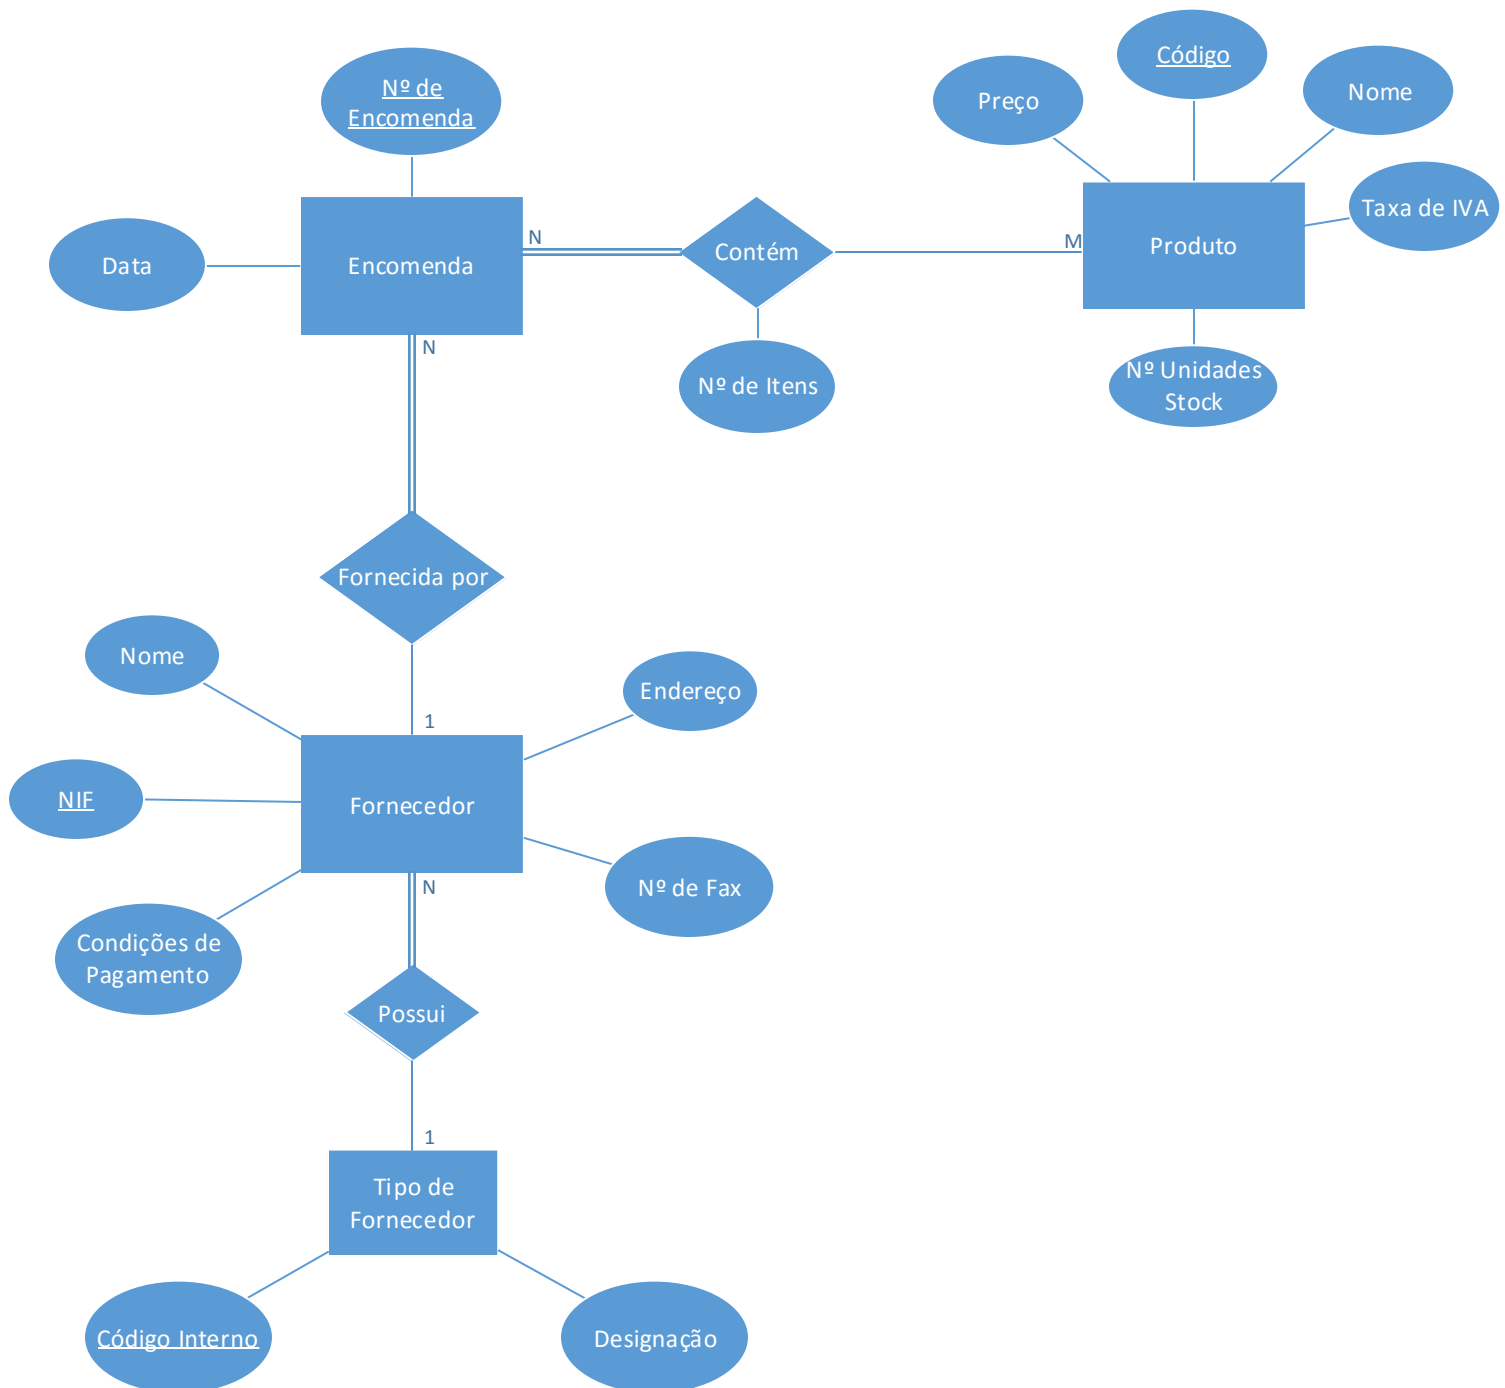 Código
Nº de
Encomenda
Preço
Nome
Taxa de IVA
N
M
Data
Encomenda
Contém
Produto
N
Nº de Itens
Nº Unidades
Stock
Fornecida por
Nome
Endereço
1
NIF
Fornecedor
N
Nº de Fax
Condições de
Pagamento
Possui
1
Tipo de
Fornecedor
Código Interno
Designação